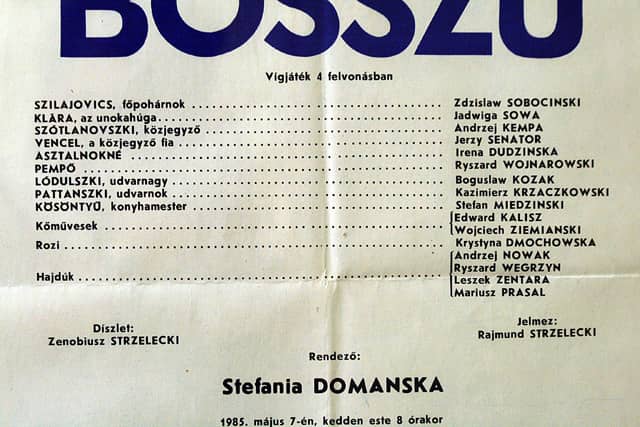 BOSSZÚ
Vígjáték 4 felvonásban
SZILAJOVICS, főpohárnok ........ Zdzislaw SOBOCINSKI
KLÁRA, az unokahúga ........ Jadwiga SOWA
SZÓTLANOVSZKI, közjegyző ........ Andrzej KEMPA
VENCEL, a közjegyző fia ........ Jerzy SENATOR
ASZTALNOKNÉ ........ Irena DUDZINSKA
PEMPŐ ........ Ryszard WOJNAROWSKI
LÓDULSZKI, udvarnagy ........ Boguslaw KOZAK
PATTANSZKI, udvarnok ........ Kazimierz KRZACZKOWSKI
KÖSÖNTYŰ, konyhamester ........ Stefan MIEDZINSKI
Kőművesek ........ Edward KALISZ
Wojciech ZIEMIANSKI
Rozi ........ Krystyna DMOCHOWSKA
Hajdúk ........ Andrzej NOWAK
Ryszard WEGRZYN
Leszek ZENTARA
Mariusz PRASAL
Díszlet:
Zenobiusz STRZELECKI
Jelmez:
Rajmund STRZELECKI
Rendező:
Stefania DOMANSKA
1985. május 7-én, kedden este 8 órakor